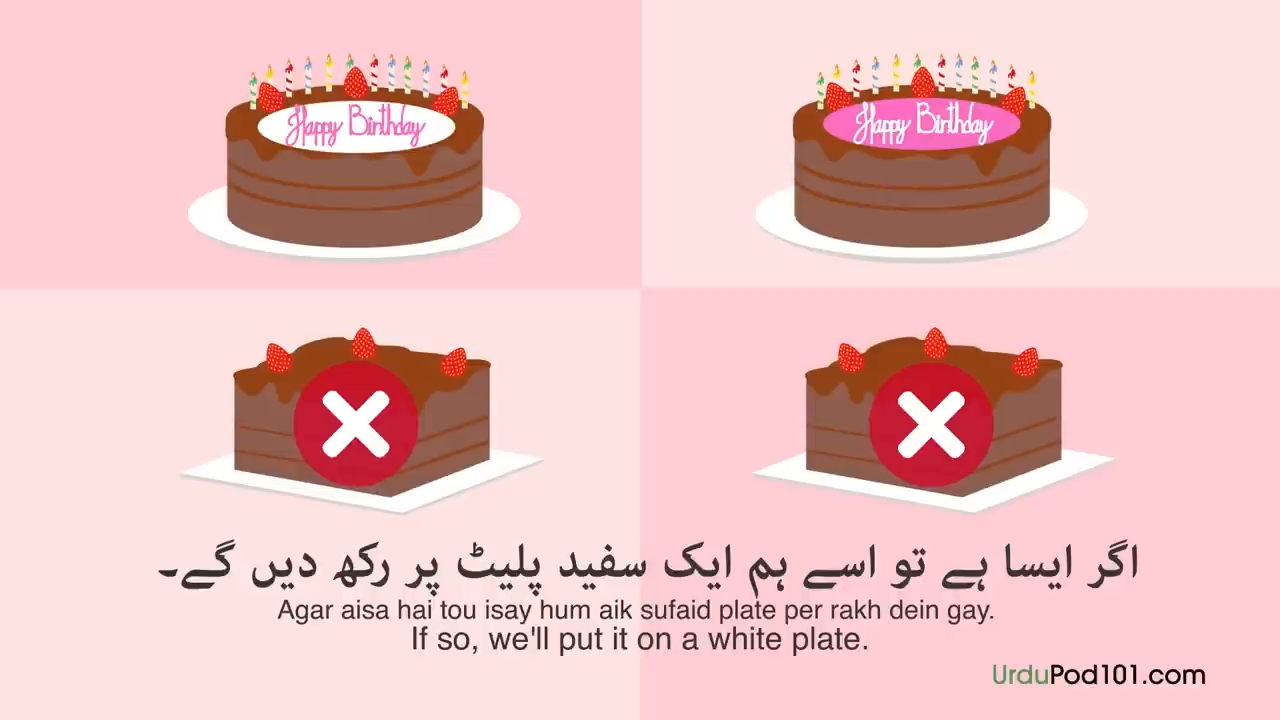 Happy Birthday
Happy Birthday
اگر ایسا ہے تو اسے ہم ایک سفید پلیٹ پر رکھ دیں گے۔
Agar aisa hai tou isay hum aik sufaid plate per rakh dein gay.
If so, we'll put it on a white plate.
UrduPod101.com